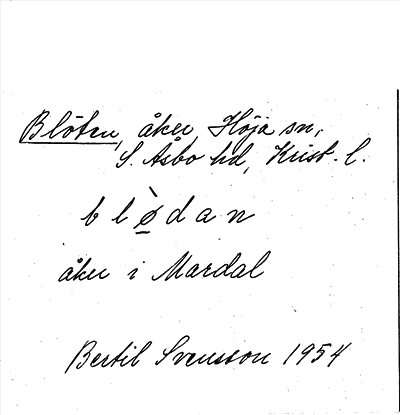 Blöten, åker, Höja sn,
S. Åsbo hd, Krist. l.
b l ø̠̀ d a n
åker i Mardal
Bertil Svensson 1954